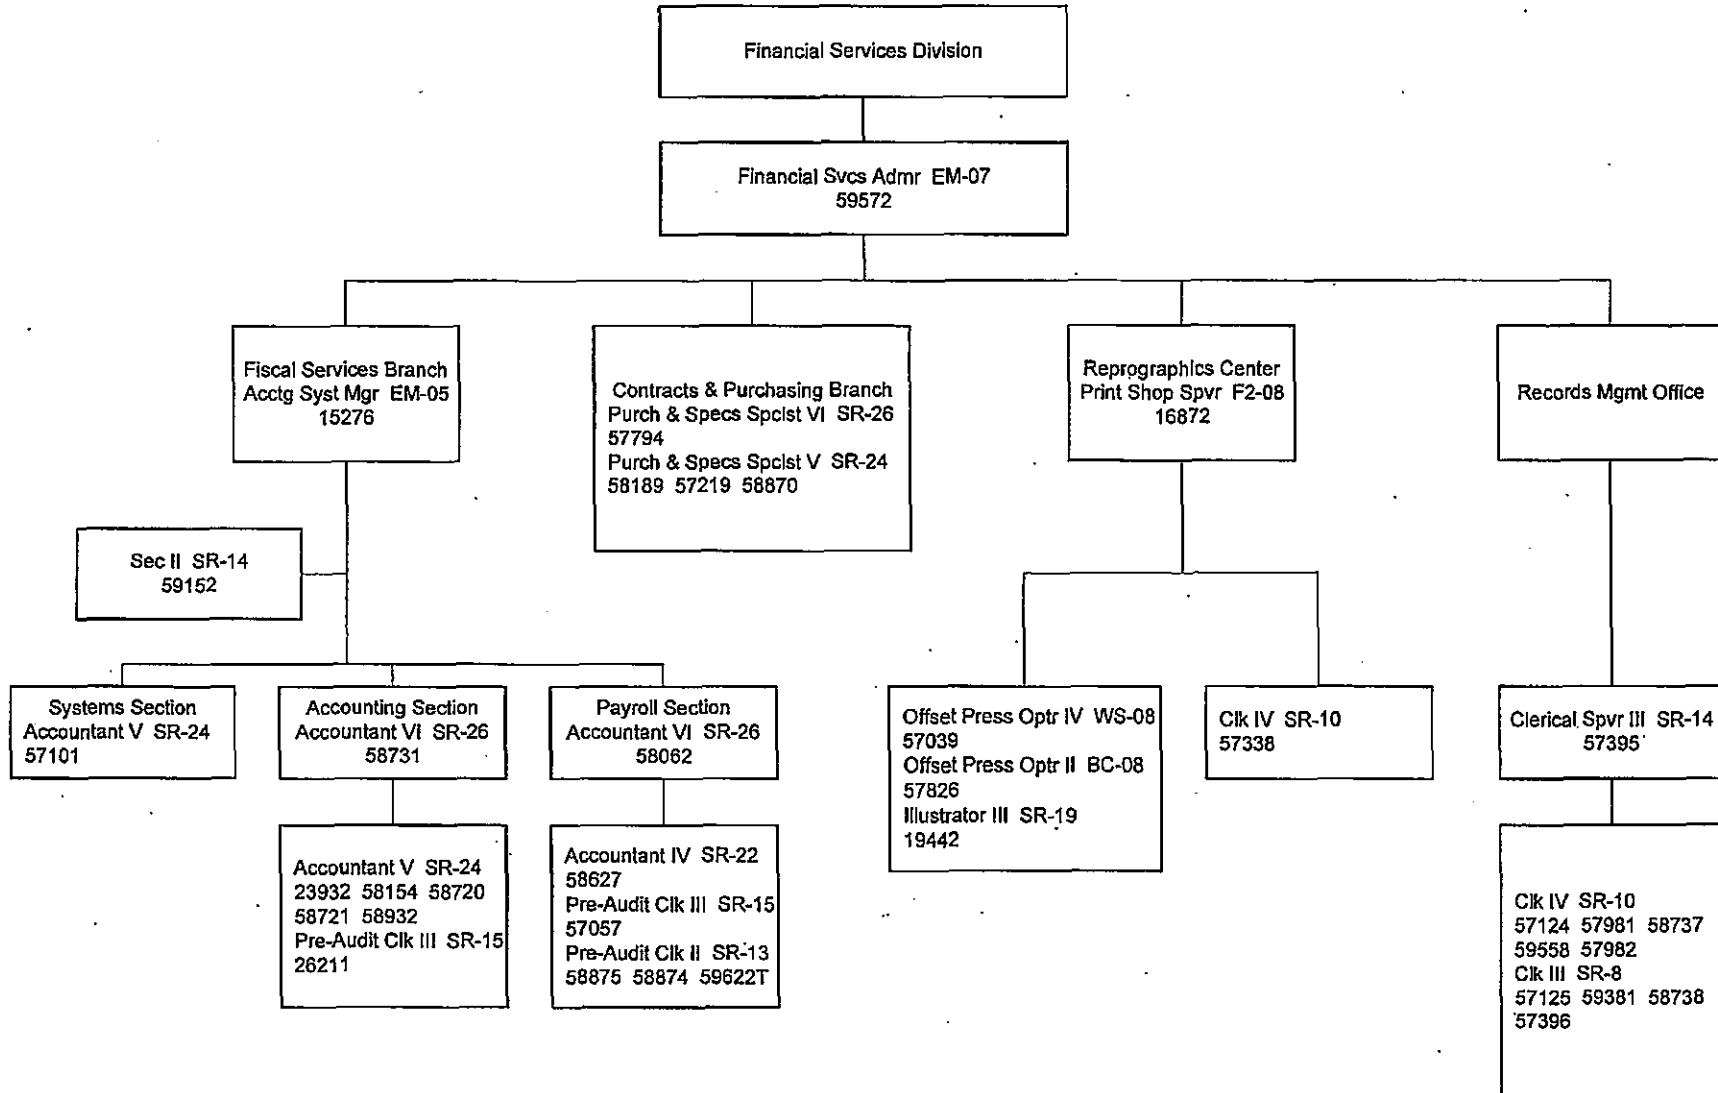 Financial Services Division
Financial Svcs Admr EM-07
59572
Fiscal Services Branch
Acctg Syst Mgr EM-05
15276
Contracts & Purchasing Branch
Purch & Specs Spclst VI SR-26
57794
Purch & Specs Spclst V SR-24
58189 57219 58870
Reprographics Center
Print Shop Spvr F2-08
16872
Records Mgmt Office
Sec II SR-14
59152
Systems Section
Accountant V SR-24
57101
Accounting Section
Accountant VI SR-26
58731
Payroll Section
Accountant VI SR-26
58062
Offset Press Optr IV WS-08
57039
Offset Press Optr II BC-08
57826
Illustrator III SR-19
19442
Clk IV SR-10
57338
Clerical Spvr III SR-14
57395
Accountant V SR-24
23932 58154 58720
58721 58932
Pre-Audit Clk III SR-15
26211
Accountant IV SR-22
58627
Pre-Audit Clk III SR-15
57057
Pre-Audit Clk II SR-13
58875 58874 59622T
Clk IV SR-10
57124 57981 58737
59558 57982
Clk III SR-8
57125 59381 58738
57396